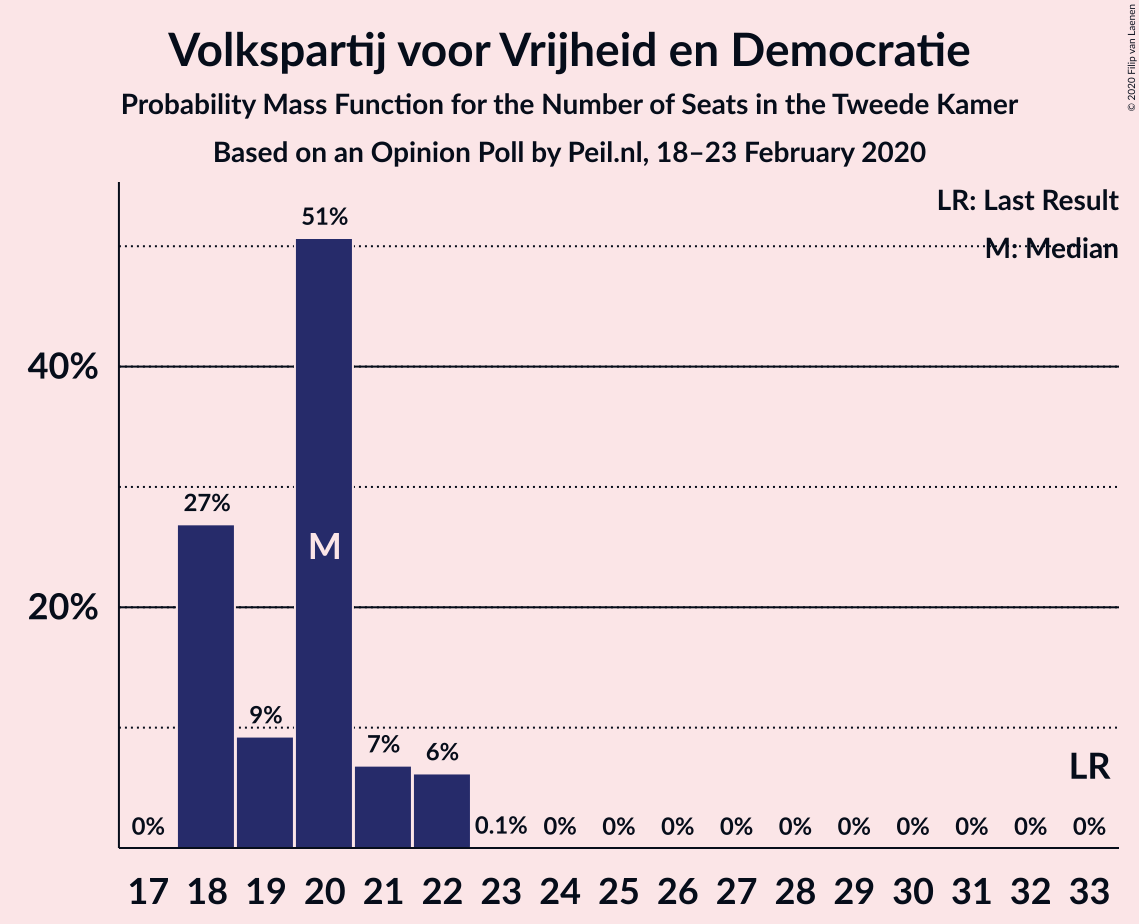 Volkspartij voor Vrijheid en Democratie
Probability Mass Function for the Number of Seats in the Tweede Kamer
Based on an Opinion Poll by Peil.nl, 18–23 February 2020
© 2020 Filip van Laenen
LR: Last Result
M: Median
51%
40%
27%
M
20%
9%
7%
6%
LR
0%
0.1%
0%
0%
0%
0%
0%
0%
0%
0%
0%
0%
17 18 19 20 21 22 23 24 25 26 27 28 29 30 31 32 33